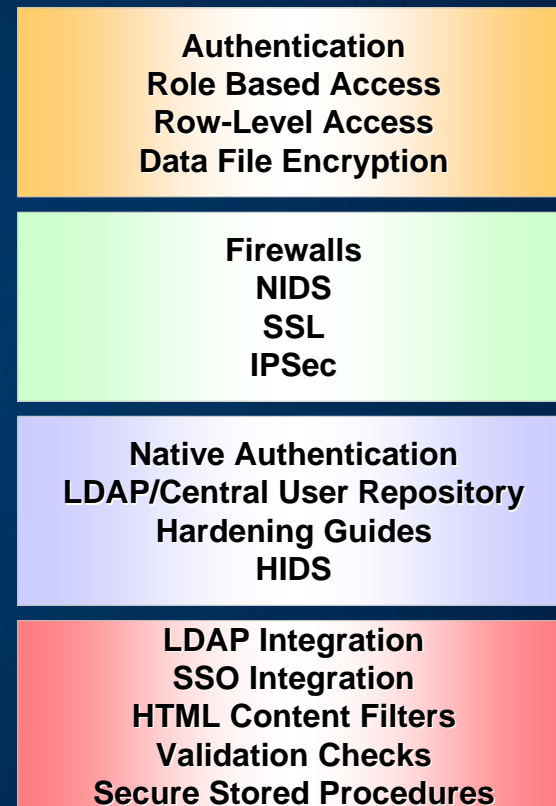 Authentication
Role Based Access
Row-Level Access
Data File Encryption
Firewalls
NIDS
SSL
IPSec
Native Authentication
LDAP/Central User Repository
Hardening Guides
HIDS
LDAP Integration
SSO Integration
HTML Content Filters
Validation Checks
Secure Stored Procedures